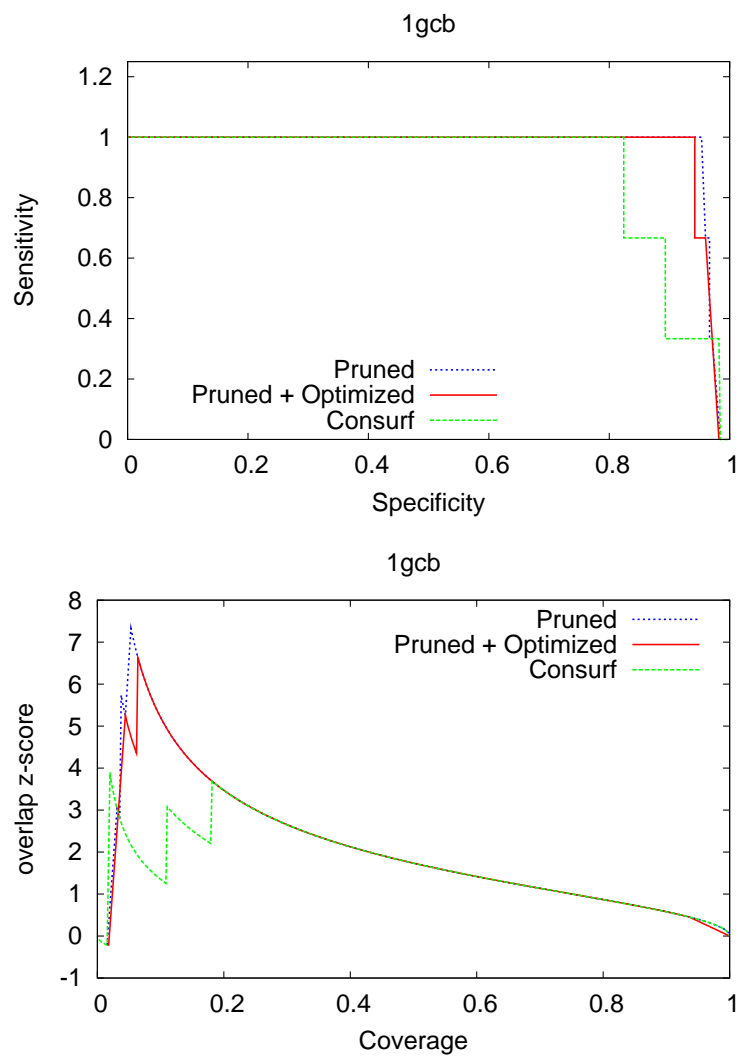 1gcb
1.2
1
0.8
0.6
0.4
0.2
0
Sensitivity
Pruned
Pruned + Optimized
Consurf
0 0.2 0.4 0.6 0.8 1
Specificity
1gcb
8
7
6
5
4
3
2
1
0
-1
overlap z-score
Pruned
Pruned + Optimized
Consurf
0 0.2 0.4 0.6 0.8 1
Coverage